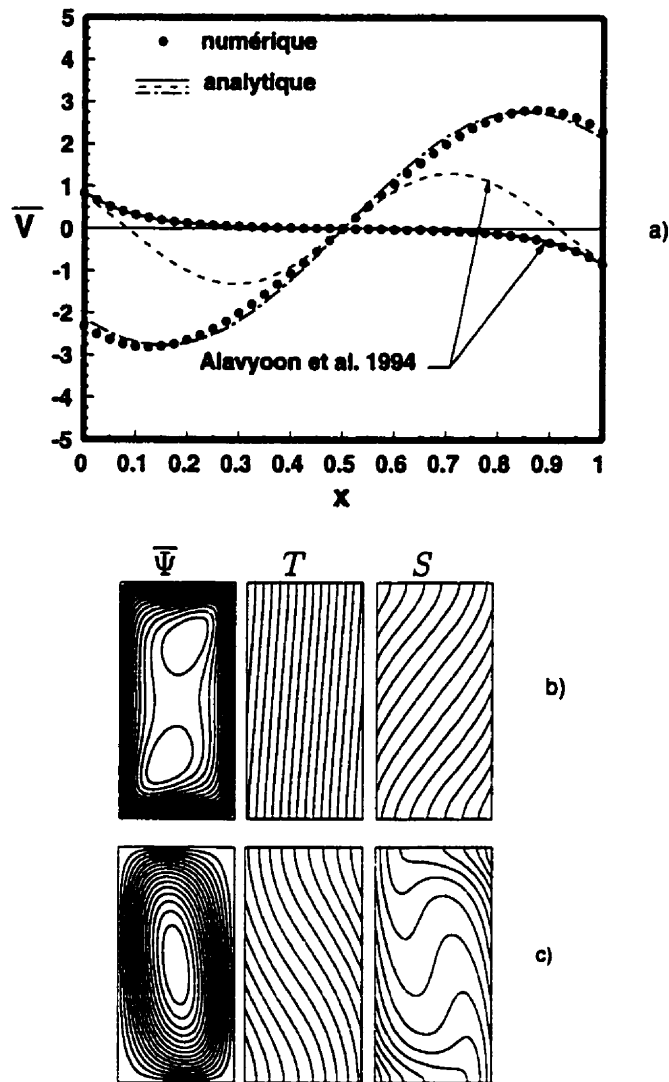 5
numérique
4
analytique
3
2
1
V
0
a)
-1
-2
-3
Alavyoon et al. 1994
-4
-5
0 0.1 0.2 0.3 0.4 0.5 0.6 0.7 0.8 0.9 1
x
Ψ T S
b)
c)